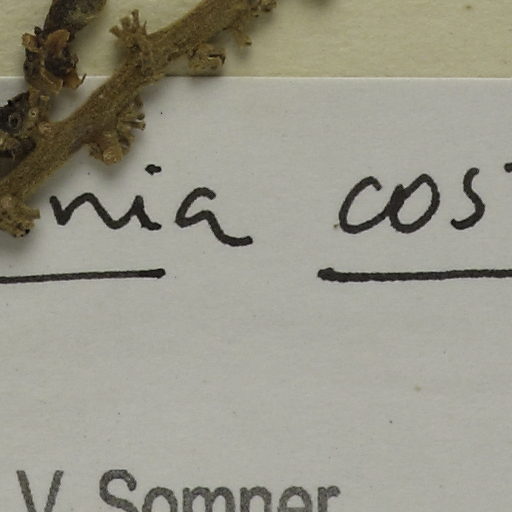 nia cos
V. Somner